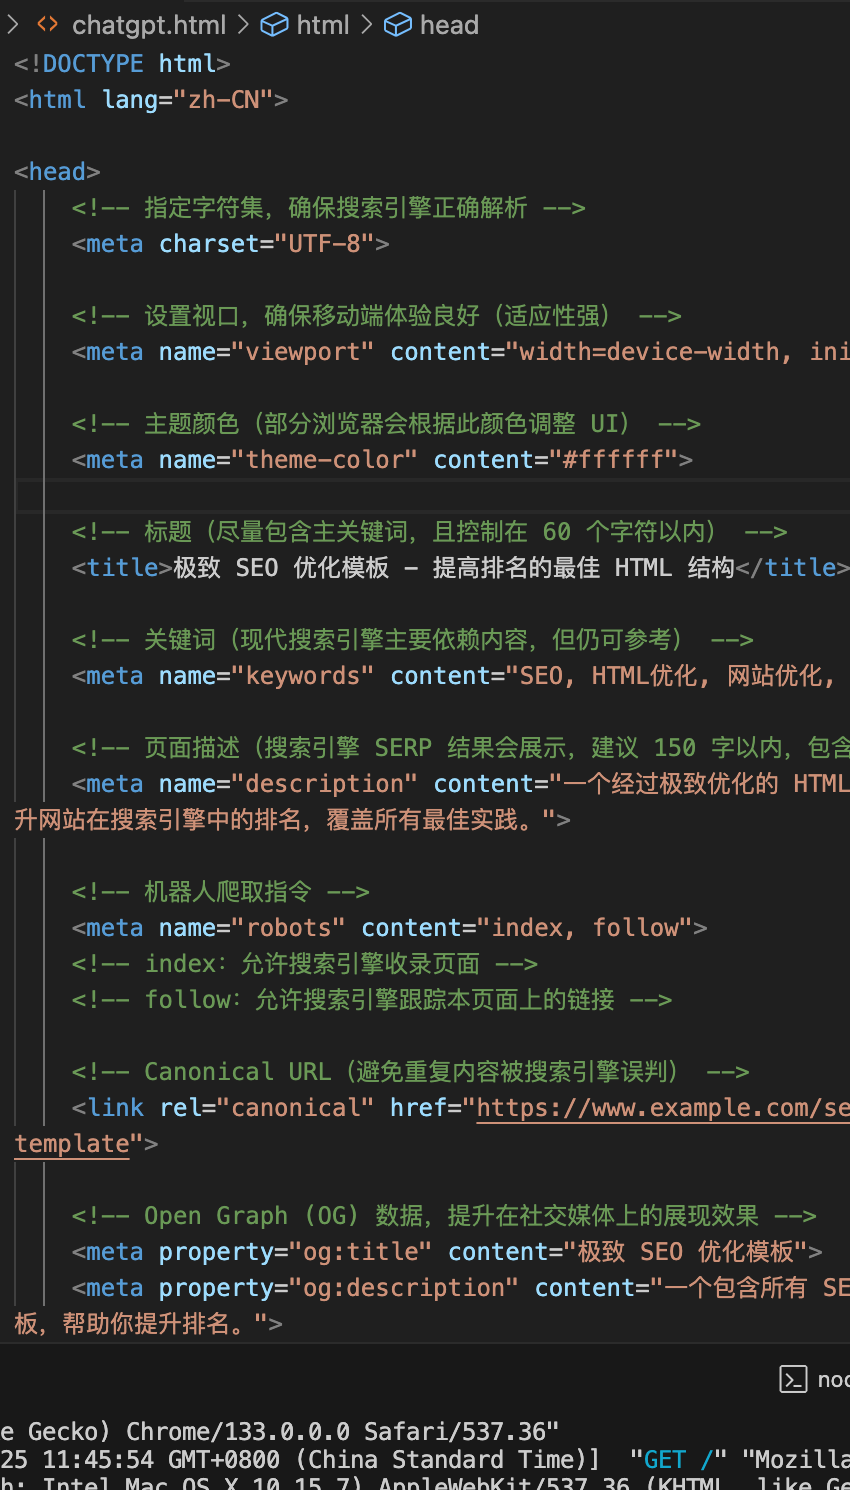 chatgpt.html > html > head
<!DOCTYPE html>
<html lang="zh-CN">
<head>
<!-- 指定字符集，确保搜索引擎正确解析 -->
<meta charset="UTF-8">
<!-- 设置视口，确保移动端体验良好（适应性强） -->
<meta name="viewport" content="width=device-width, ini
<!-- 主题颜色（部分浏览器会根据此颜色调整 UI） -->
<meta name="theme-color" content="#ffffff">
<!-- 标题（尽量包含主关键词，且控制在 60 个字符以内） -->
<title>极致 SEO 优化模板 - 提高排名的最佳 HTML 结构</title>
<!-- 关键词（现代搜索引擎主要依赖内容，但仍可参考） -->
<meta name="keywords" content="SEO, HTML优化, 网站优化,
<!-- 页面描述（搜索引擎 SERP 结果会展示，建议 150 字以内，包含
<meta name="description" content="一个经过极致优化的 HTML
升网站在搜索引擎中的排名，覆盖所有最佳实践。">
<!-- 机器人爬取指令 -->
<meta name="robots" content="index, follow">
<!-- index：允许搜索引擎收录页面 -->
<!-- follow：允许搜索引擎跟踪本页面上的链接 -->
<!-- Canonical URL（避免重复内容被搜索引擎误判） -->
<link rel="canonical" href="https://www.example.com/se
template">
<!-- Open Graph (OG) 数据，提升在社交媒体上的展现效果 -->
<meta property="og:title" content="极致 SEO 优化模板">
<meta property="og:description" content="一个包含所有 SE
板，帮助你提升排名。">
noc
e Gecko) Chrome/133.0.0.0 Safari/537.36"
25 11:45:54 GMT+0800 (China Standard Time)] "GET /" "Mozilla
h; Intel Mac OS X 10_15_7) AppleWebKit/537.36 (KHTML, like Ge